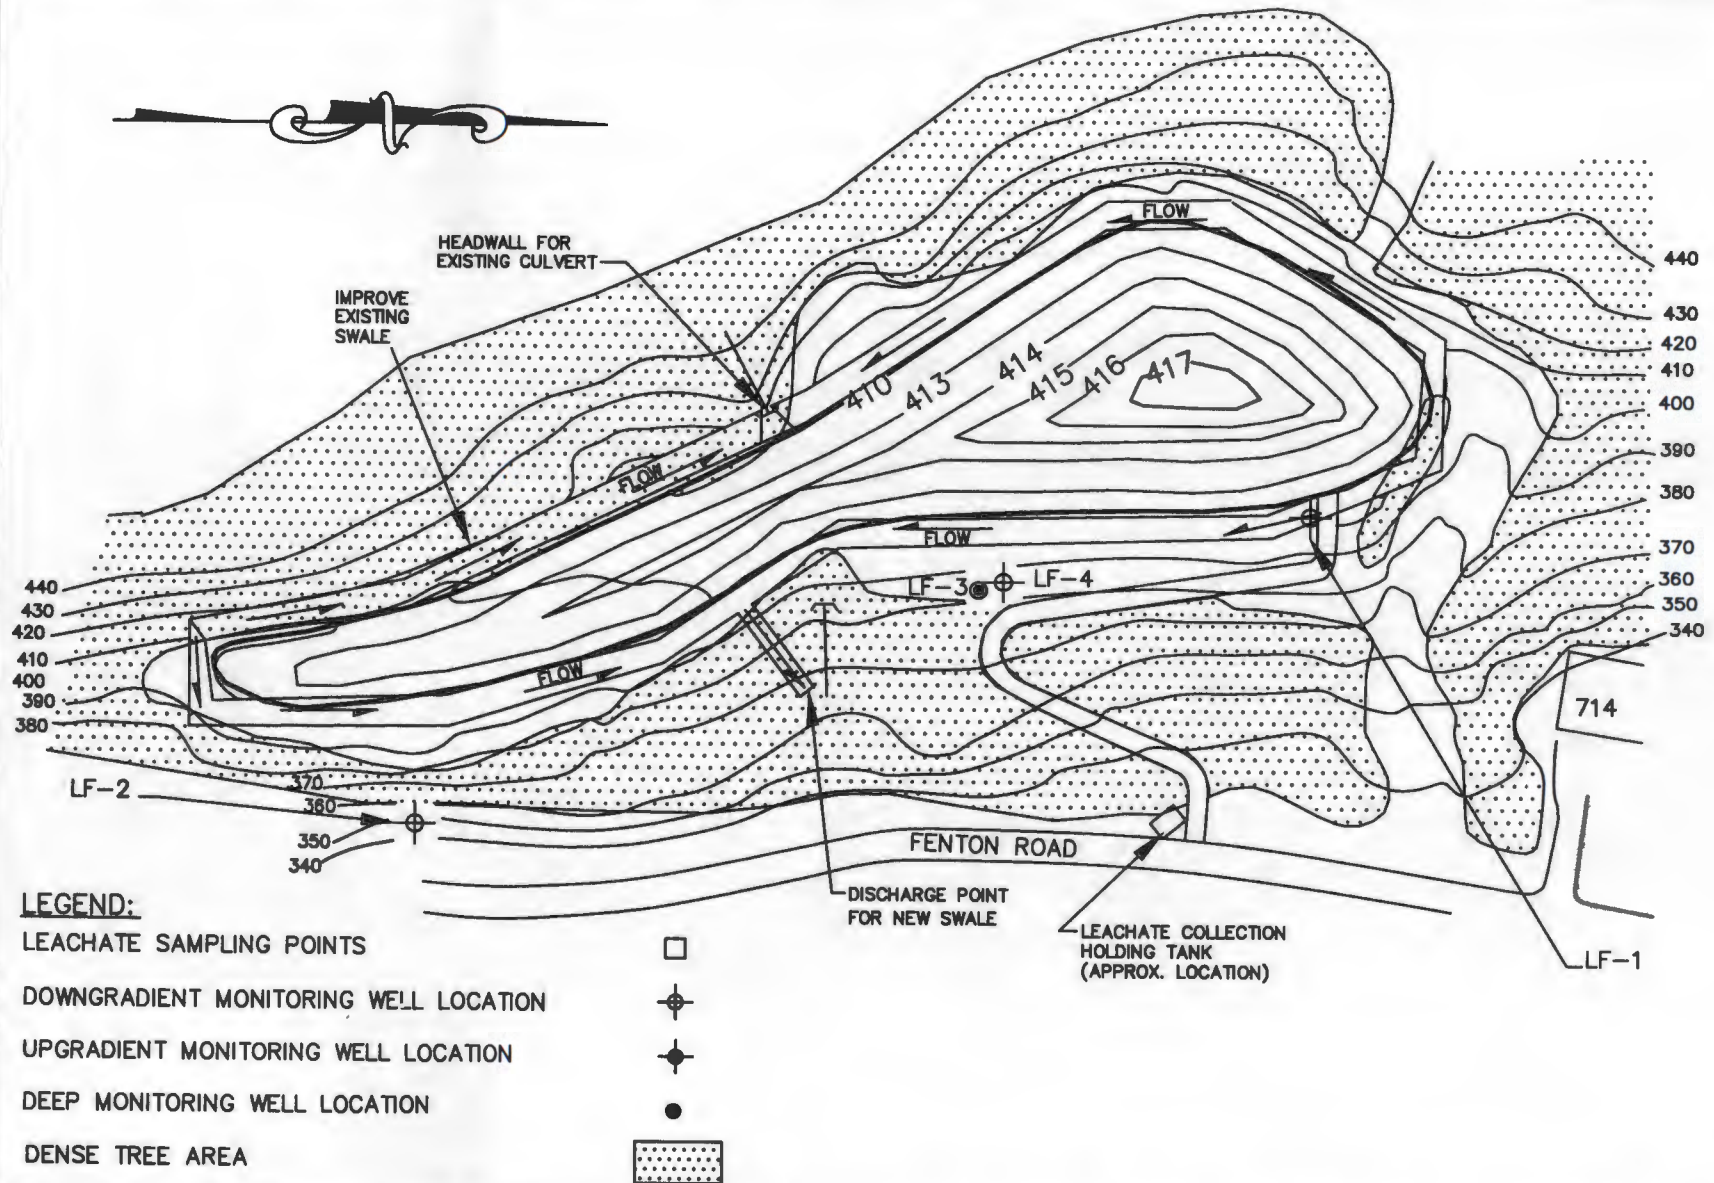 HEADWALL FOR
EXISTING CULVERT
IMPROVE
EXISTING
SWALE
FLOW
410
413
414
415
416
417
FLOW
FLOW
FLOW
LF-3
LF-4
440
430
420
410
400
390
380
370
360
350
340
440
430
420
410
400
390
380
370
360
350
340
714
LF-2
FENTON ROAD
DISCHARGE POINT
FOR NEW SWALE
LEACHATE COLLECTION
HOLDING TANK
(APPROX. LOCATION)
LF-1
LEGEND:
LEACHATE SAMPLING POINTS
DOWNGRADIENT MONITORING WELL LOCATION
UPGRADIENT MONITORING WELL LOCATION
DEEP MONITORING WELL LOCATION
DENSE TREE AREA